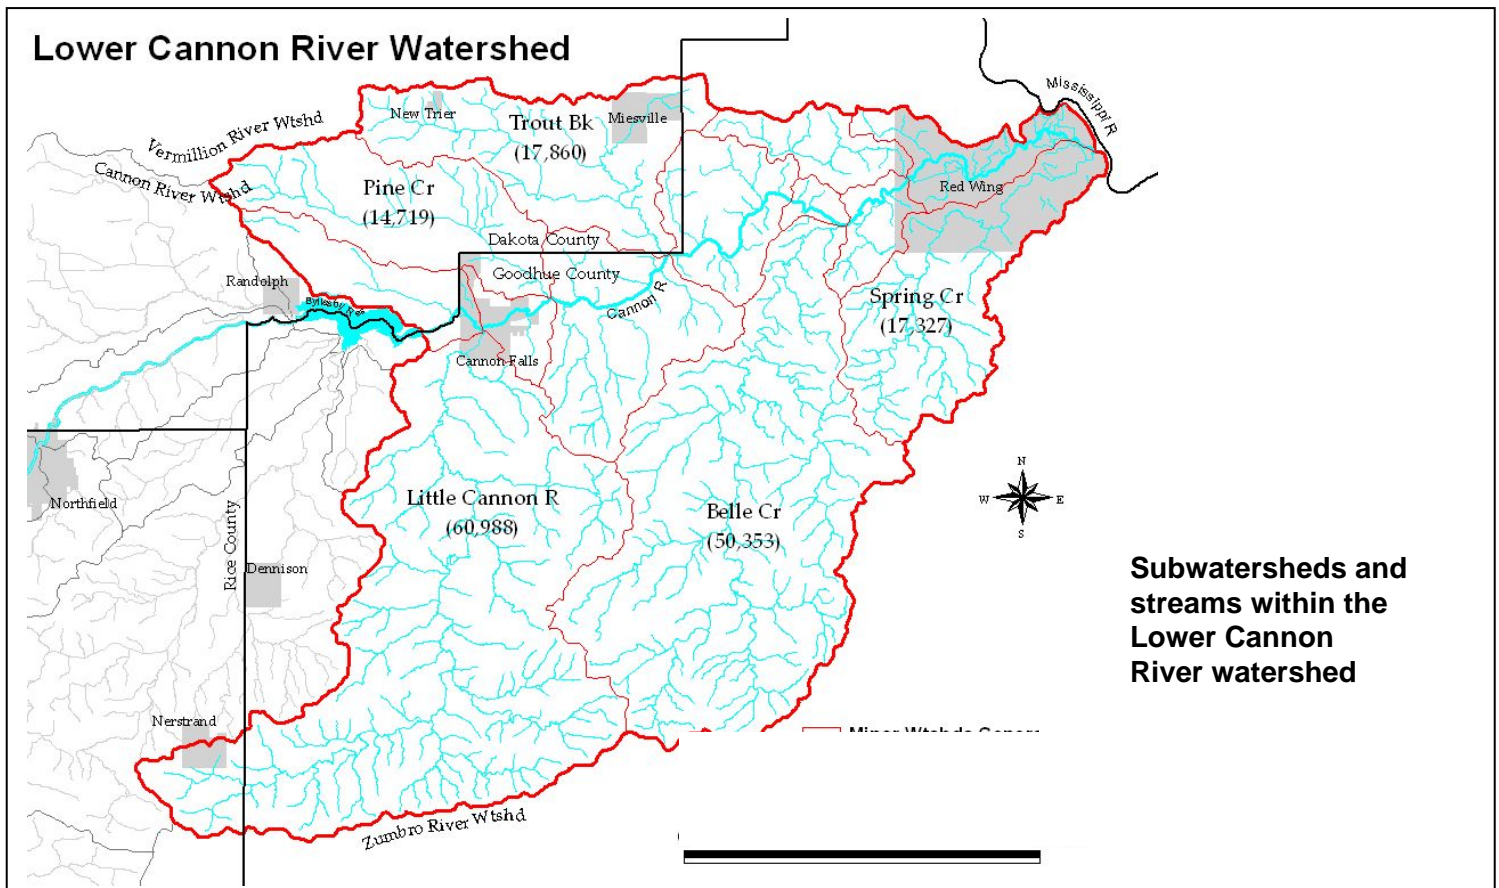 Lower Cannon River Watershed
Mississippi R
Vermillion River Wtshd
Cannon River Wtshd
New Trier
Trout Bk
(17,860)
Miesville
Pine Cr
(14,719)
Red Wing
Dakota County
Goodhue County
Randolph
Byllesby Res
Cannon R
Spring Cr
(17,327)
Cannon Falls
N
W
E
S
Northfield
Little Cannon R
(60,988)
Belle Cr
(50,353)
Rice County
Dennison
Subwatersheds and
streams within the
Lower Cannon
River watershed
Nerstrand
Zumbro River Wtshd